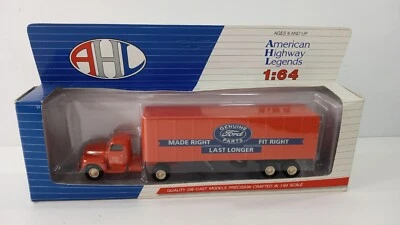 AHL
AGES 8 AND UP
American
Highway
Legends
1:64
GENUINE
Ford
PARTS
MADE RIGHT
FIT RIGHT
LAST LONGER
QUALITY DIE-CAST MODELS PRECISION CRAFTED IN 1/64 SCALE